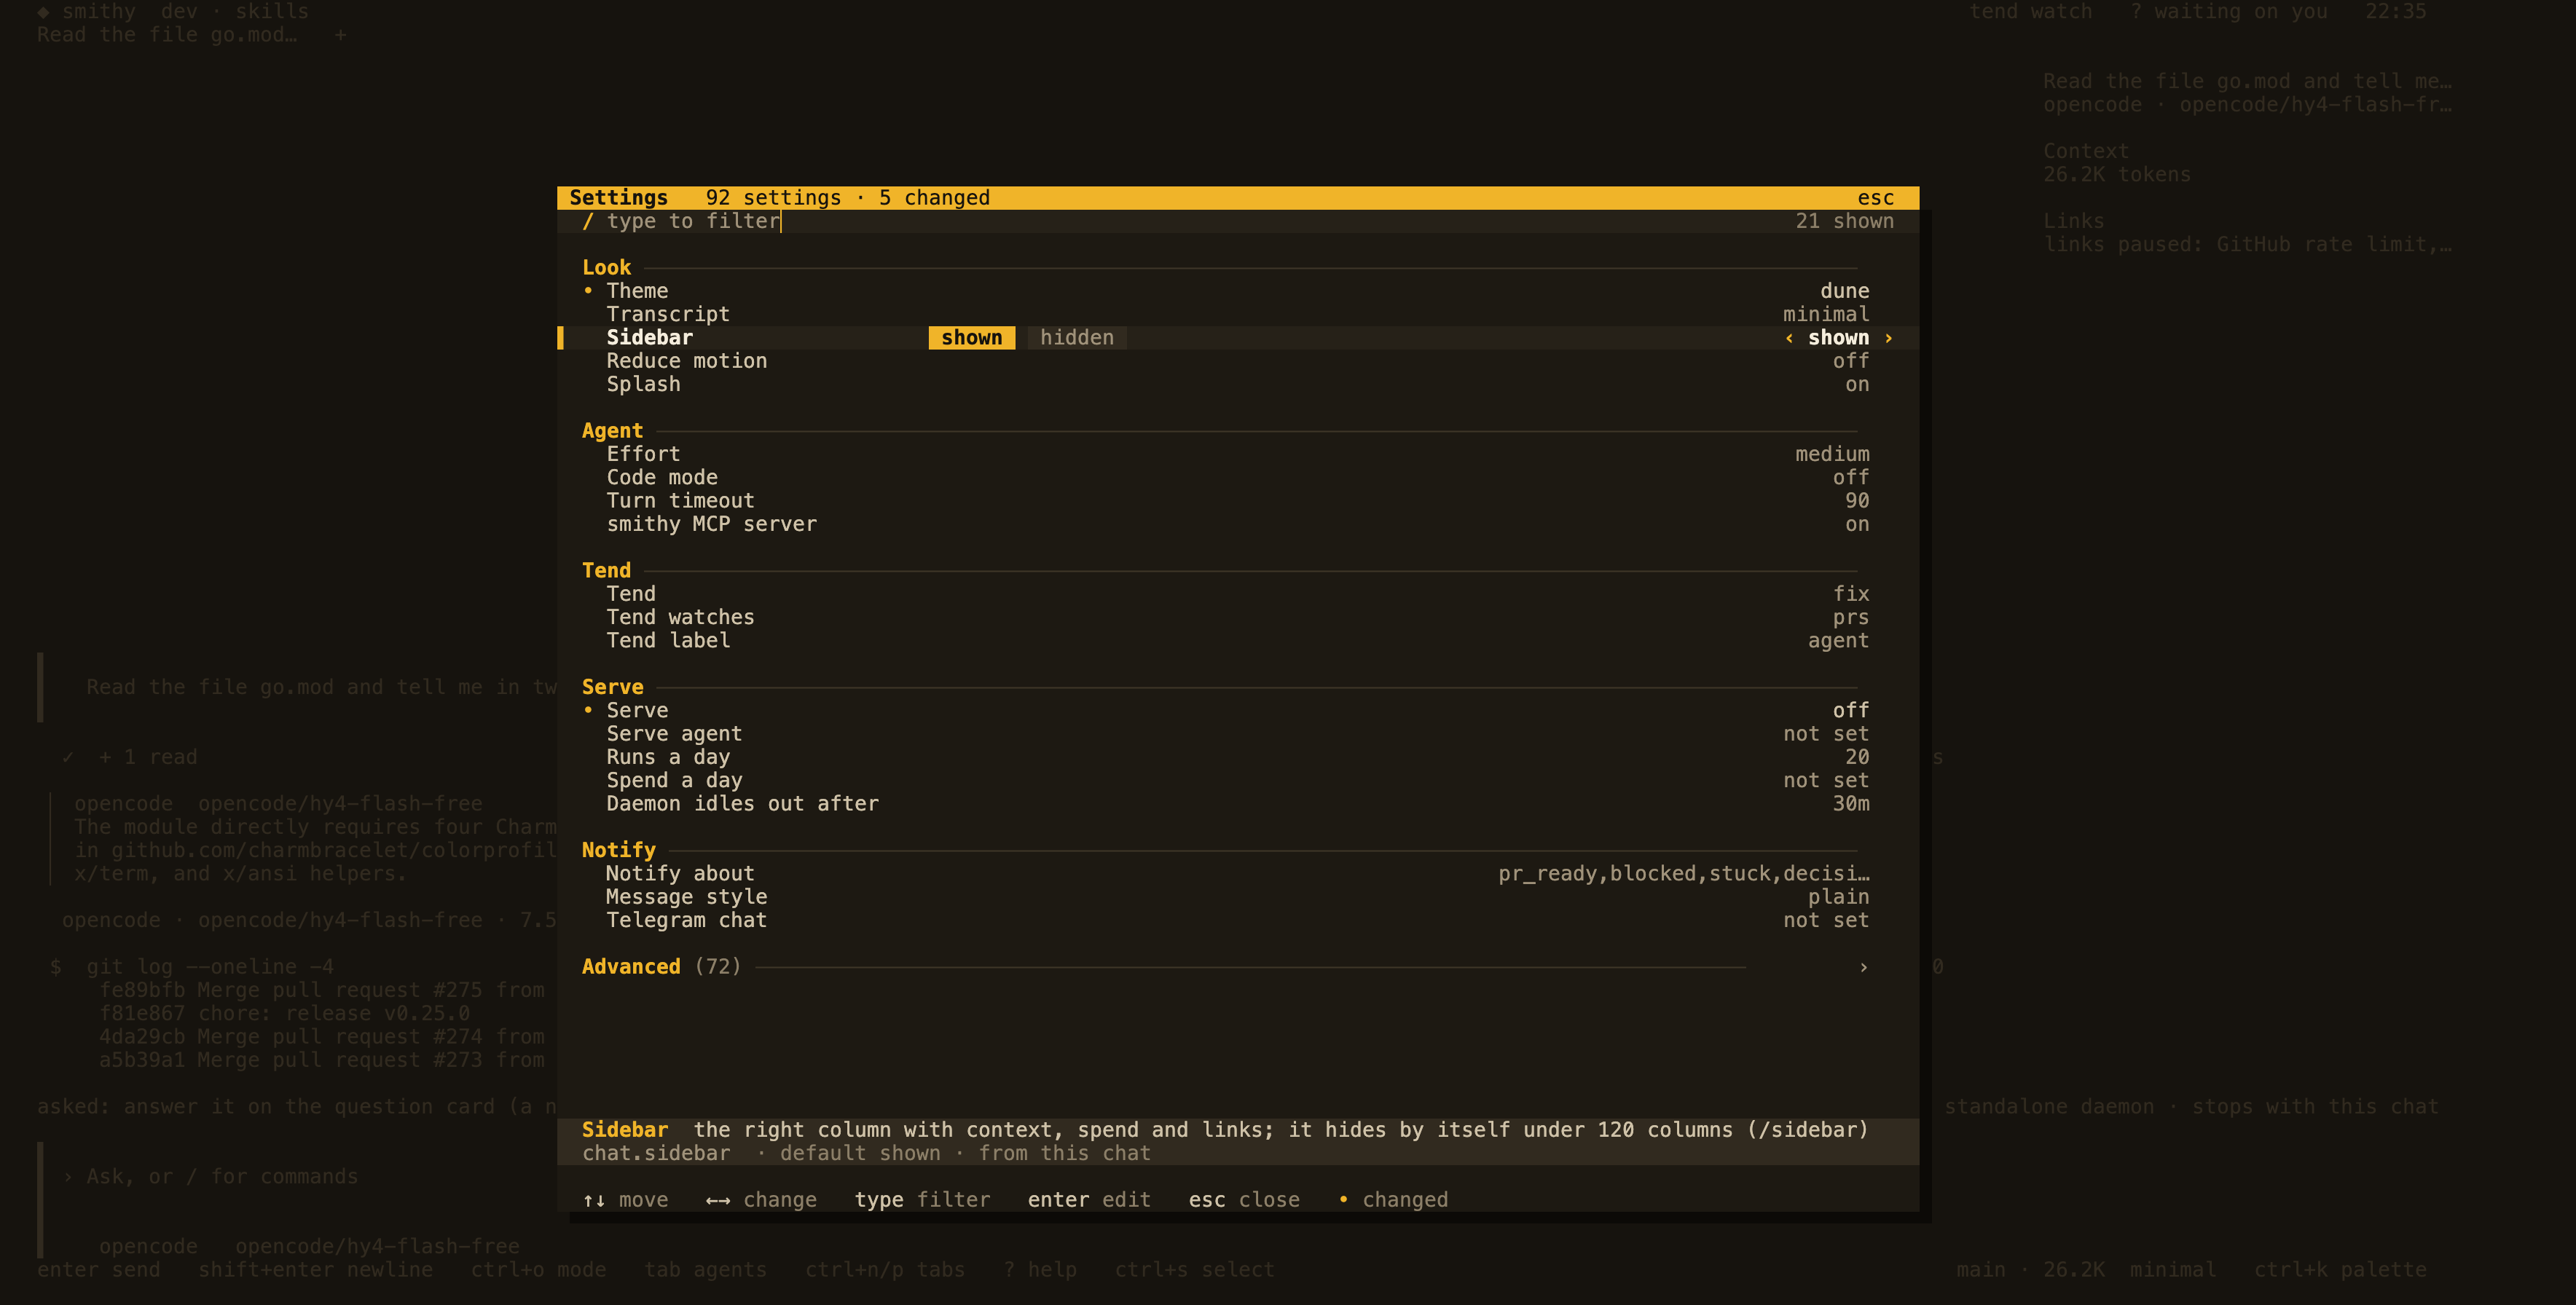 ◆ smithy  dev · skills
tend watch   ? waiting on you   22:35
Read the file go.mod…   +
Read the file go.mod and tell me…
opencode · opencode/hy4-flash-fr…
Context
26.2K tokens
Links
links paused: GitHub rate limit,…
Settings   92 settings · 5 changed   esc
/ type to filter   21 shown
Look
• Theme   dune
Transcript   minimal
Sidebar   shown   hidden   ‹ shown ›
Reduce motion   off
Splash   on
Agent
Effort   medium
Code mode   off
Turn timeout   90
smithy MCP server   on
Tend
Tend   fix
Tend watches   prs
Tend label   agent
Serve
• Serve   off
Serve agent   not set
Runs a day   20
Spend a day   not set
Daemon idles out after   30m
Notify
Notify about   pr_ready,blocked,stuck,decisi…
Message style   plain
Telegram chat   not set
Advanced (72)   ›
Sidebar  the right column with context, spend and links; it hides by itself under 120 columns (/sidebar)
chat.sidebar  · default shown · from this chat
↑↓ move   ←→ change   type filter   enter edit   esc close   • changed
Read the file go.mod and tell me in tw
✓  + 1 read   s
opencode  opencode/hy4-flash-free
The module directly requires four Charm
in github.com/charmbracelet/colorprofil
x/term, and x/ansi helpers.
opencode · opencode/hy4-flash-free · 7.5
$  git log --oneline -4   0
fe89bfb Merge pull request #275 from
f81e867 chore: release v0.25.0
4da29cb Merge pull request #274 from
a5b39a1 Merge pull request #273 from
asked: answer it on the question card (a n   standalone daemon · stops with this chat
› Ask, or / for commands
opencode   opencode/hy4-flash-free
enter send   shift+enter newline   ctrl+o mode   tab agents   ctrl+n/p tabs   ? help   ctrl+s select   main · 26.2K  minimal   ctrl+k palette